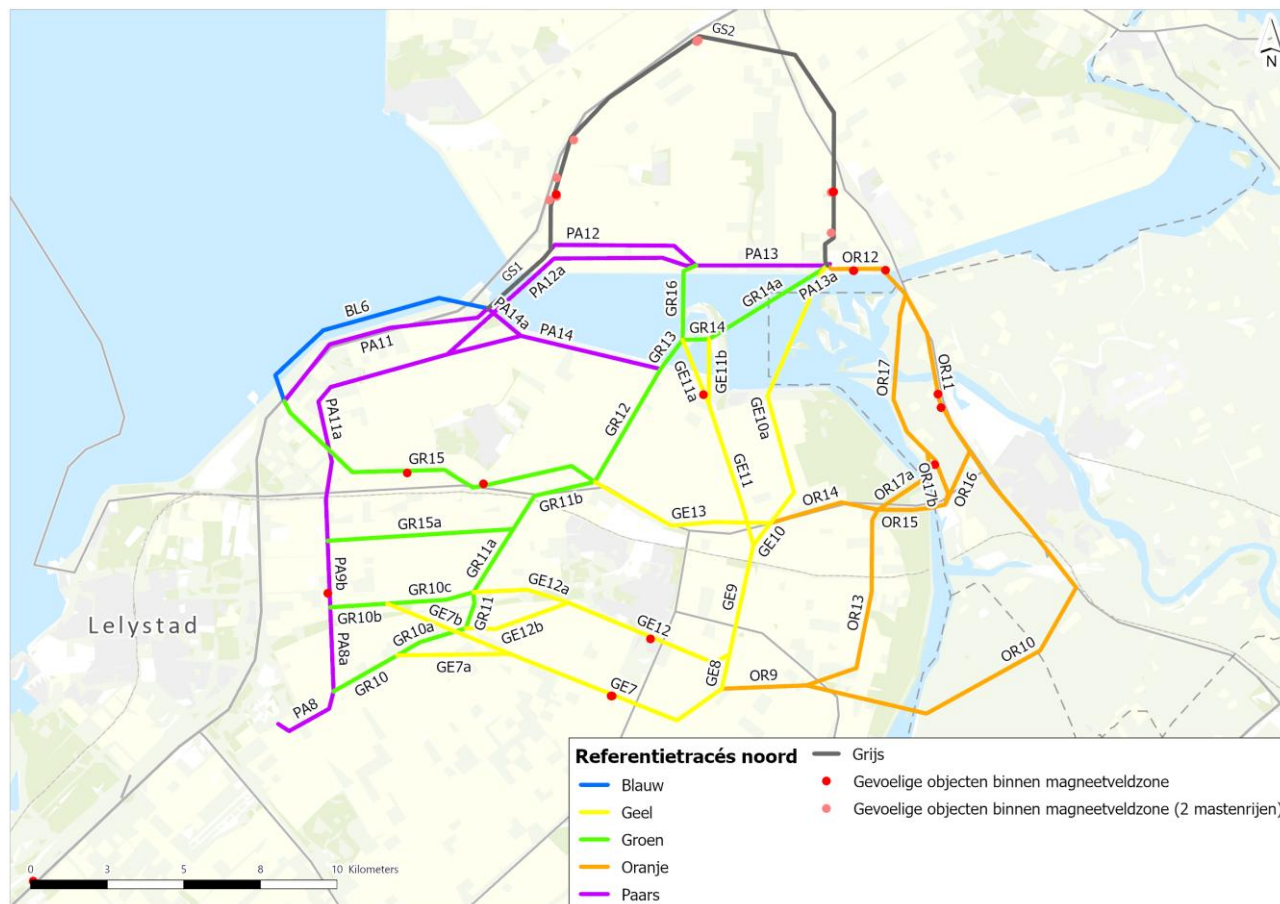 GS2
N
PA12
PA13
OR12
GS1
PA12a
GR16
GR14a
PA13a
BL6
PA14a
PA14
PA11
GR13
GR14
GE11b
GE11a
OR17
OR11
PA11a
GR12
GE10a
GR15
GE11
OR17a
OR17b
OR16
GR11b
GE13
OR14
OR15
GE10
GR15a
GR11a
PA9b
GR10c
GE12a
GE9
GR10b
GE7b
GR11
OR13
Lelystad
GR10a
GE12b
GE12
PA8a
GE7a
GE8
OR10
GR10
OR9
PA8
GE7
Referentietracés noord
Blauw
Geel
Groen
Oranje
Paars
Grijs
Gevoelige objecten binnen magneetveldzone
Gevoelige objecten binnen magneetveldzone (2 mastenrijen)
0 3 5 8 10 Kilometers